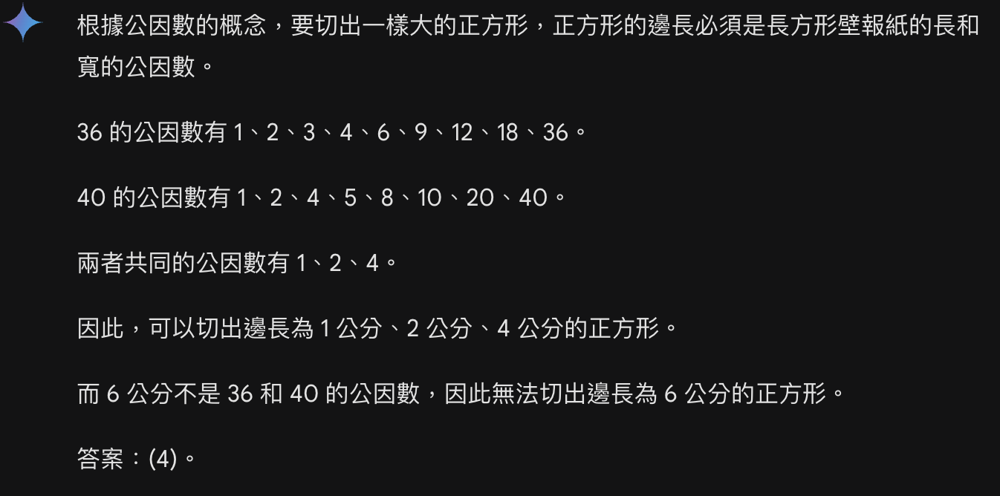 根據公因數的概念，要切出一樣大的正方形，正方形的邊長必須是長方形壁報紙的長和
寬的公因數。
36 的公因數有 1、2、3、4、6、9、12、18、36。
40 的公因數有 1、2、4、5、8、10、20、40。
兩者共同的公因數有 1、2、4。
因此，可以切出邊長為 1 公分、2 公分、4 公分的正方形。
而 6 公分不是 36 和 40 的公因數，因此無法切出邊長為 6 公分的正方形。
答案：(4)。